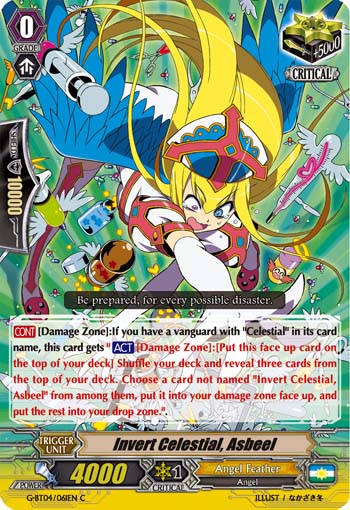 0
GRADE
+5000
CRITICAL
SHIELD 10000
Be prepared, for every possible disaster.
CONT [Damage Zone]:If you have a vanguard with "Celestial" in its card
name, this card gets " ACT [Damage Zone]:[Put this face up card on
the top of your deck] Shuffle your deck and reveal three cards from
the top of your deck. Choose a card not named "Invert Celestial,
Asbeel" from among them, put it into your damage zone face up, and
put the rest into your drop zone.".
TRIGGER
UNIT
Invert Celestial, Asbeel
POWER 4000
1
CRITICAL
Angel Feather
Angel
G-BT04/061EN C
ILLUST / なかざき冬